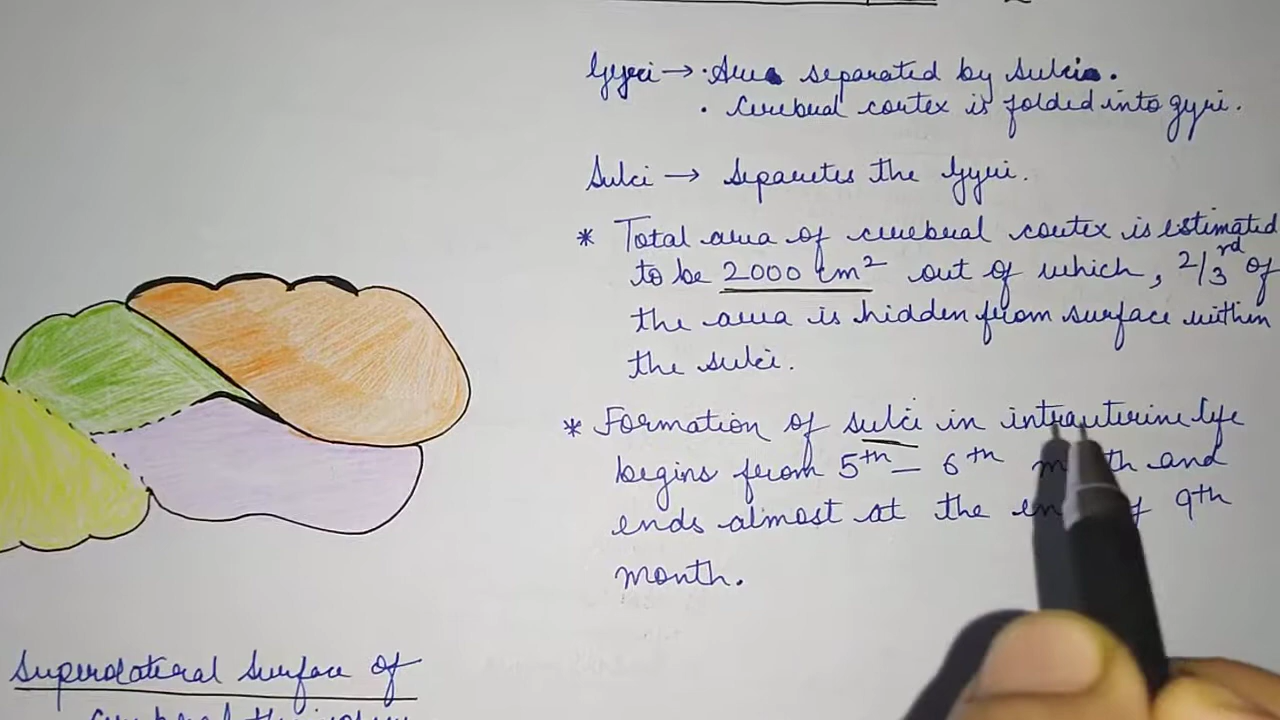 Gyri → · Area separated by sulcis.
· Cerebral cortex is folded into gyri.
Sulci → Separates the Gyri.
* Total area of cerebral cortex is estimated
to be 2000 cm² out of which, 2/3rd of
the area is hidden from surface within
the sulci.
* Formation of sulci in intrauterine life
begins from 5th – 6th month and
ends almost at the end of 9th
month.
Superolateral Surface of